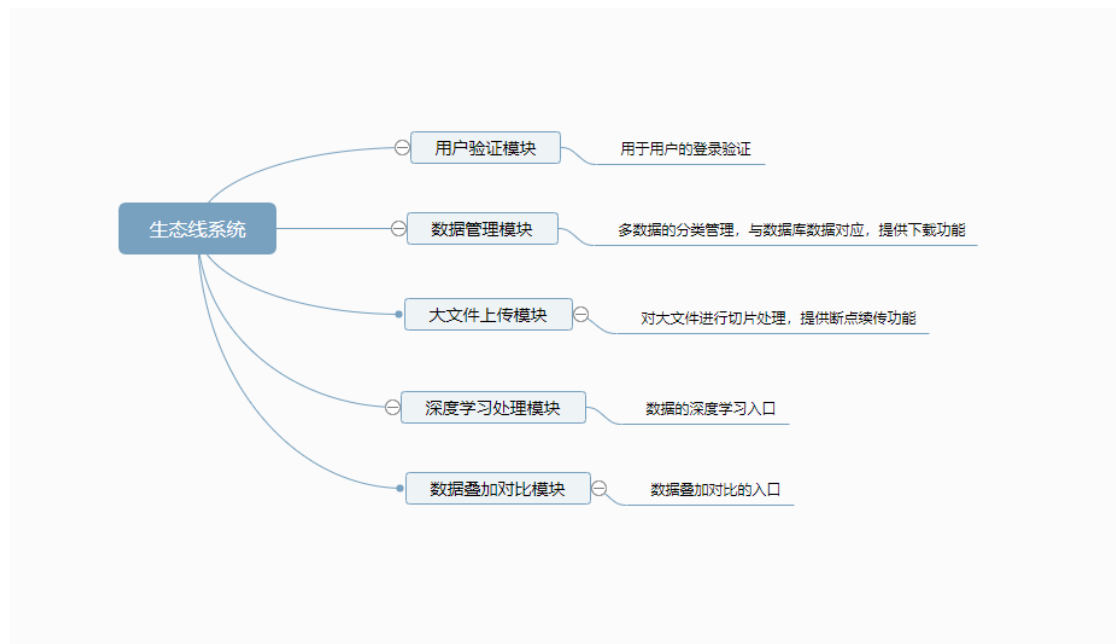 用户验证模块
用于用户的登录验证
生态线系统
数据管理模块
多数据的分类管理，与数据库数据对应，提供下载功能
大文件上传模块
对大文件进行切片处理，提供断点续传功能
深度学习处理模块
数据的深度学习入口
数据叠加对比模块
数据叠加对比的入口